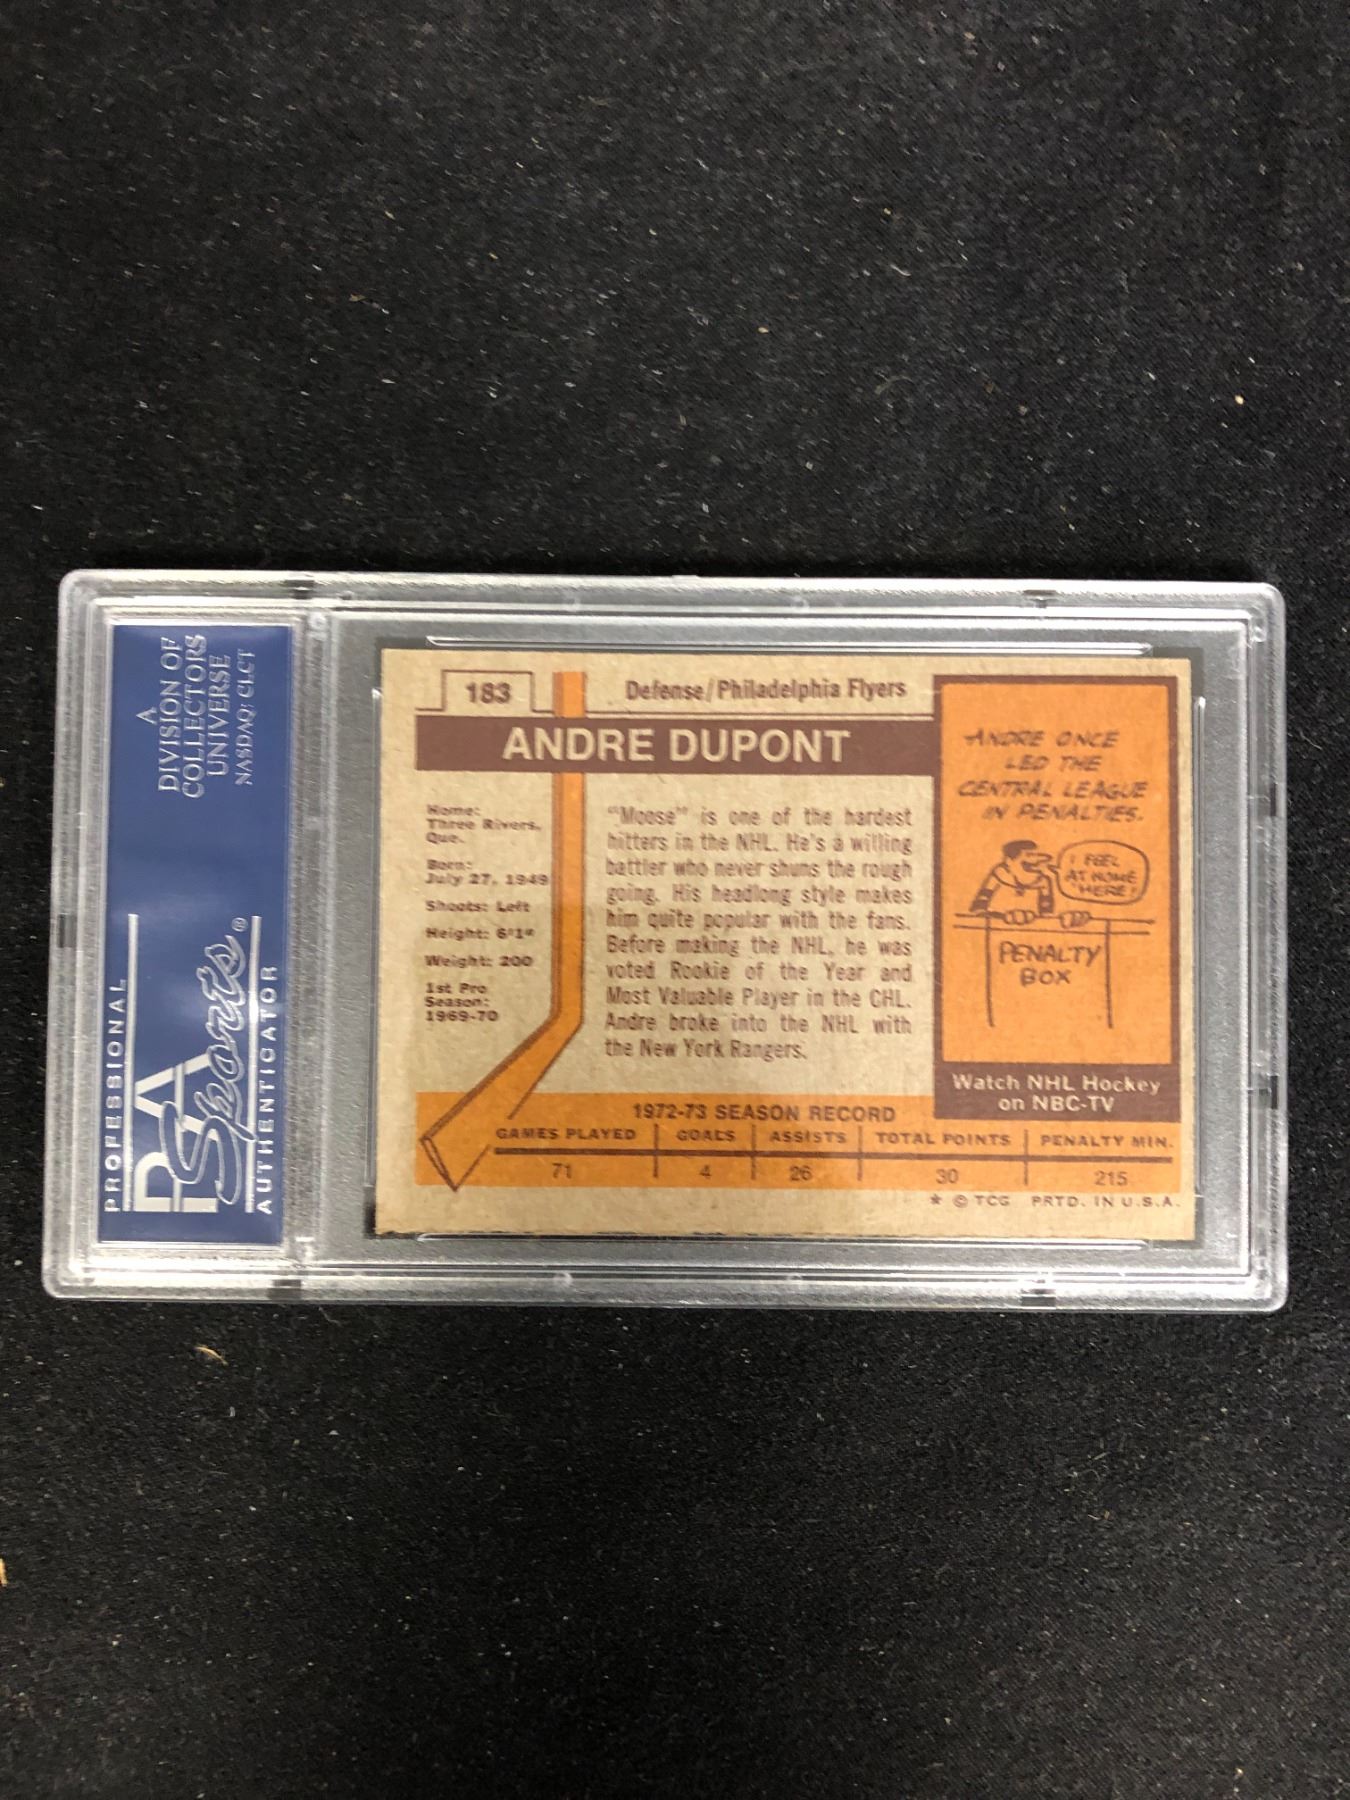 A
DIVISION OF
COLLECTORS
UNIVERSE
NASDAQ: CLCT
PROFESSIONAL
PSA
Sports®
AUTHENTICATOR
183
Defense/Philadelphia Flyers
ANDRE DUPONT
Home:
Three Rivers,
Que.
Born:
July 27, 1949
Shoots: Left
Height: 6'1"
Weight: 200
1st Pro
Season:
1969-70
"Moose" is one of the hardest
hitters in the NHL. He's a willing
battler who never shuns the rough
going. His headlong style makes
him quite popular with the fans.
Before making the NHL, he was
voted Rookie of the Year and
Most Valuable Player in the CHL.
Andre broke into the NHL with
the New York Rangers.
ANDRE ONCE
LED THE
CENTRAL LEAGUE
IN PENALTIES.
I FEEL
AT HOME
HERE!
PENALTY
BOX
Watch NHL Hockey
on NBC-TV
1972-73 SEASON RECORD
GAMES PLAYED GOALS ASSISTS TOTAL POINTS PENALTY MIN.
71 4 26 30 215
* © TCG PRTD. IN U.S.A.